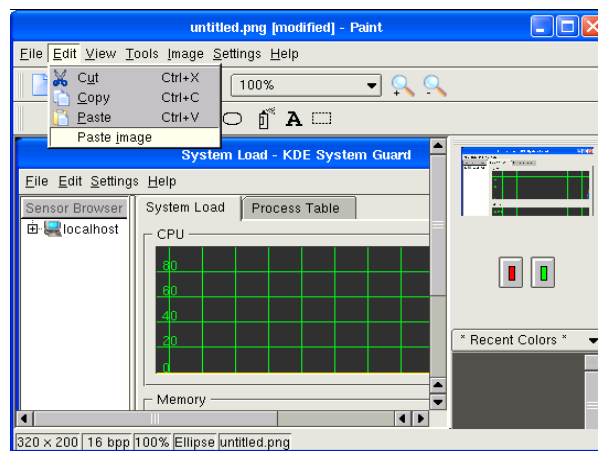 untitled.png [modified] - Paint
File Edit View Tools Image Settings Help
Cut Ctrl+X
Copy Ctrl+C
Paste Ctrl+V
Paste image
100%
A
System Load - KDE System Guard
File Edit Settings Help
Sensor Browser
System Load
Process Table
localhost
CPU
80
60
40
20
0
Memory
* Recent Colors *
320 × 200 16 bpp 100% Ellipse untitled.png